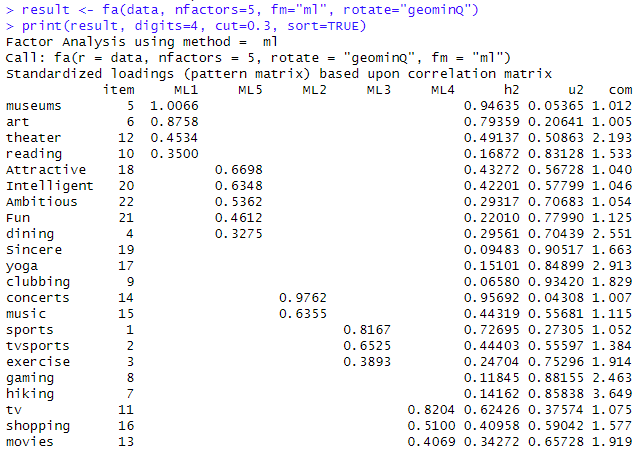 > result <- fa(data, nfactors=5, fm="ml", rotate="geominQ")
> print(result, digits=4, cut=0.3, sort=TRUE)
Factor Analysis using method =  ml
Call: fa(r = data, nfactors = 5, rotate = "geominQ", fm = "ml")
Standardized loadings (pattern matrix) based upon correlation matrix
            item    ML1    ML5    ML2    ML3    ML4      h2      u2   com
museums        5 1.0066                             0.94635 0.05365 1.012
art            6 0.8758                             0.79359 0.20641 1.005
theater       12 0.4534                             0.49137 0.50863 2.193
reading       10 0.3500                             0.16872 0.83128 1.533
Attractive    18        0.6698                      0.43272 0.56728 1.040
Intelligent   20        0.6348                      0.42201 0.57799 1.046
Ambitious     22        0.5362                      0.29317 0.70683 1.054
Fun           21        0.4612                      0.22010 0.77990 1.125
dining         4        0.3275                      0.29561 0.70439 2.551
Sincere       19                                    0.09483 0.90517 1.663
yoga          17                                    0.15101 0.84899 2.913
clubbing       9                                    0.06580 0.93420 1.829
concerts      14               0.9762               0.95692 0.04308 1.007
music         15               0.6355               0.44319 0.55681 1.115
sports         1                      0.8167        0.72695 0.27305 1.052
tvsports       2                      0.6525        0.44403 0.55597 1.384
exercise       3                      0.3893        0.24704 0.75296 1.914
gaming         8                                    0.11845 0.88155 2.463
hiking         7                                    0.14162 0.85838 3.649
tv            11                             0.8204 0.62426 0.37574 1.075
shopping      16                             0.5100 0.40958 0.59042 1.577
movies        13                             0.4069 0.34272 0.65728 1.919